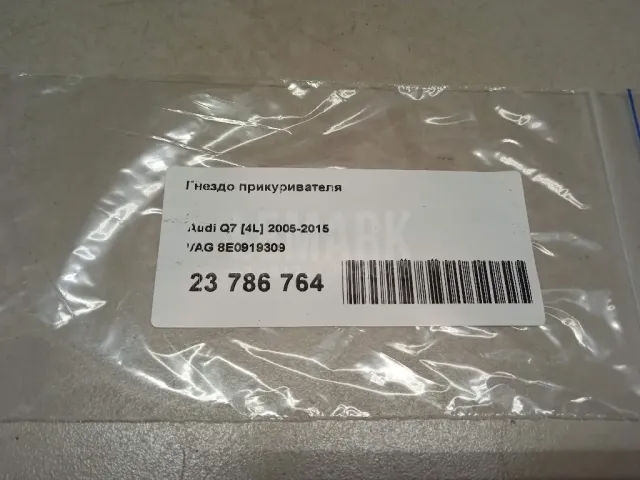 Гнездо прикуривателя
Audi Q7 [4L] 2005-2015
VAG 8E0919309
23 786 764